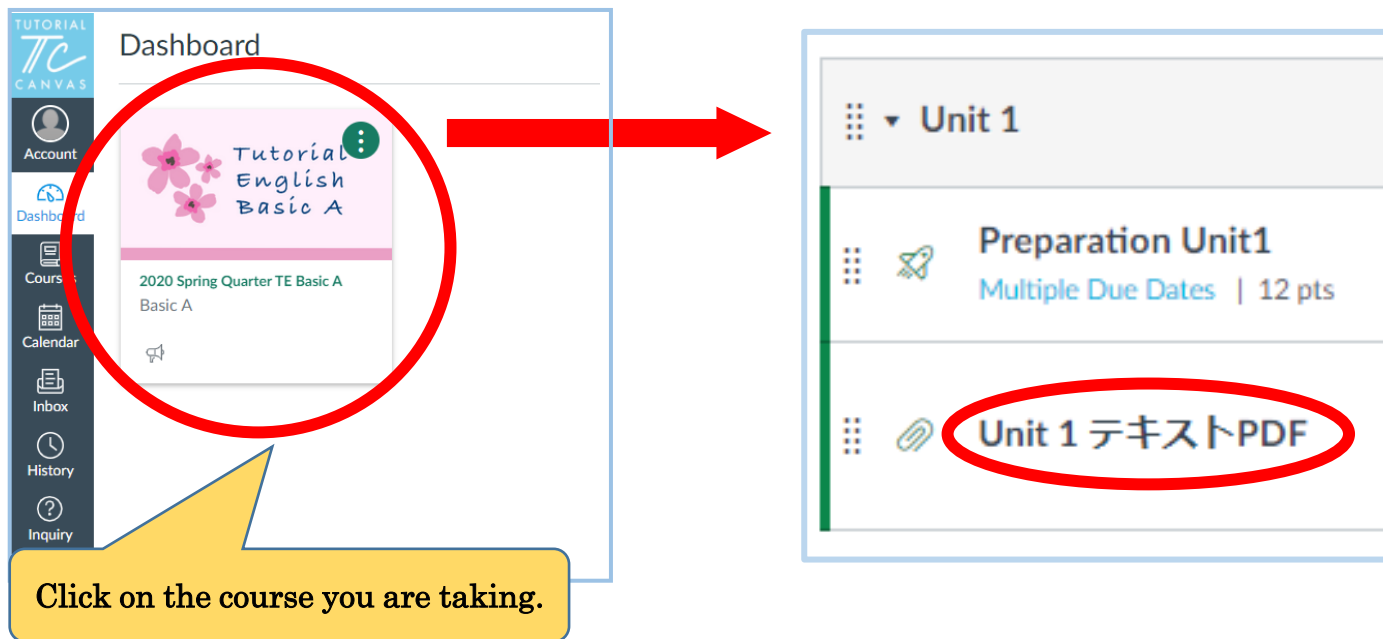 TUTORIAL
TC
CANVAS
Account
Dashboard
Courses
Calendar
Inbox
History
Inquiry
Dashboard
Tutorial
English
Basic A
2020 Spring Quarter TE Basic A
Basic A
Click on the course you are taking.
Unit 1
Preparation Unit1
Multiple Due Dates | 12 pts
Unit 1 テキストPDF